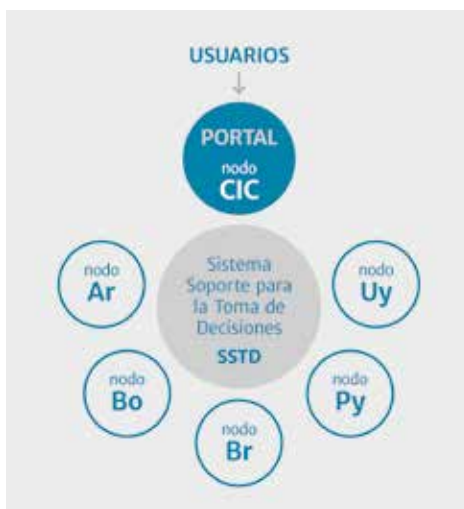 USUARIOS
PORTAL
nodo
CIC
Sistema
Soporte para
la Toma de
Decisiones
SSTD
nodo
Ar
nodo
Uy
nodo
Bo
nodo
Py
nodo
Br